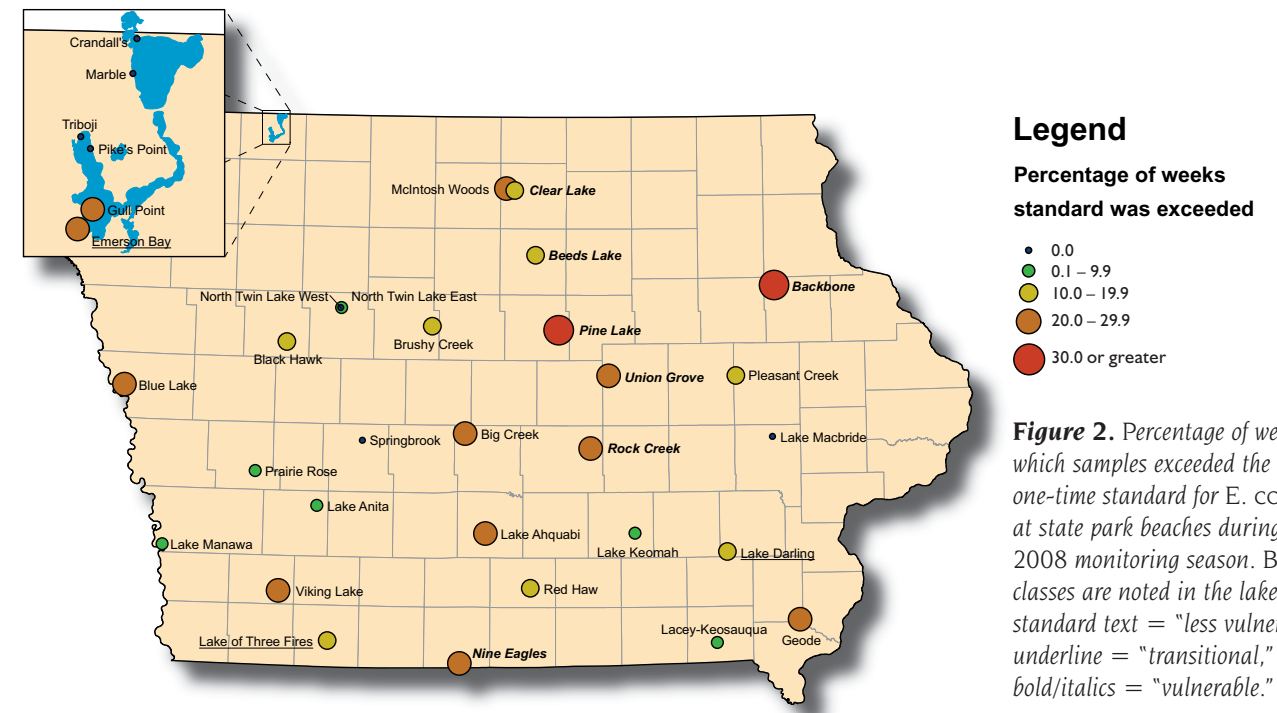 Crandall's
Marble
Triboji
Pike's Point
Gull Point
Emerson Bay
McIntosh Woods
Clear Lake
Beeds Lake
Backbone
North Twin Lake West
North Twin Lake East
Pine Lake
Brushy Creek
Black Hawk
Blue Lake
Union Grove
Pleasant Creek
Springbrook
Big Creek
Lake Macbride
Rock Creek
Prairie Rose
Lake Anita
Lake Ahquabi
Lake Manawa
Lake Keomah
Lake Darling
Viking Lake
Red Haw
Lacey-Keosauqua
Geode
Lake of Three Fires
Nine Eagles
Legend
Percentage of weeks
standard was exceeded
0.0
0.1 – 9.9
10.0 – 19.9
20.0 – 29.9
30.0 or greater
Figure 2. Percentage of we
which samples exceeded the
one-time standard for E. co
at state park beaches during
2008 monitoring season. B
classes are noted in the lake
standard text = "less vulner
underline = "transitional,"
bold/italics = "vulnerable."